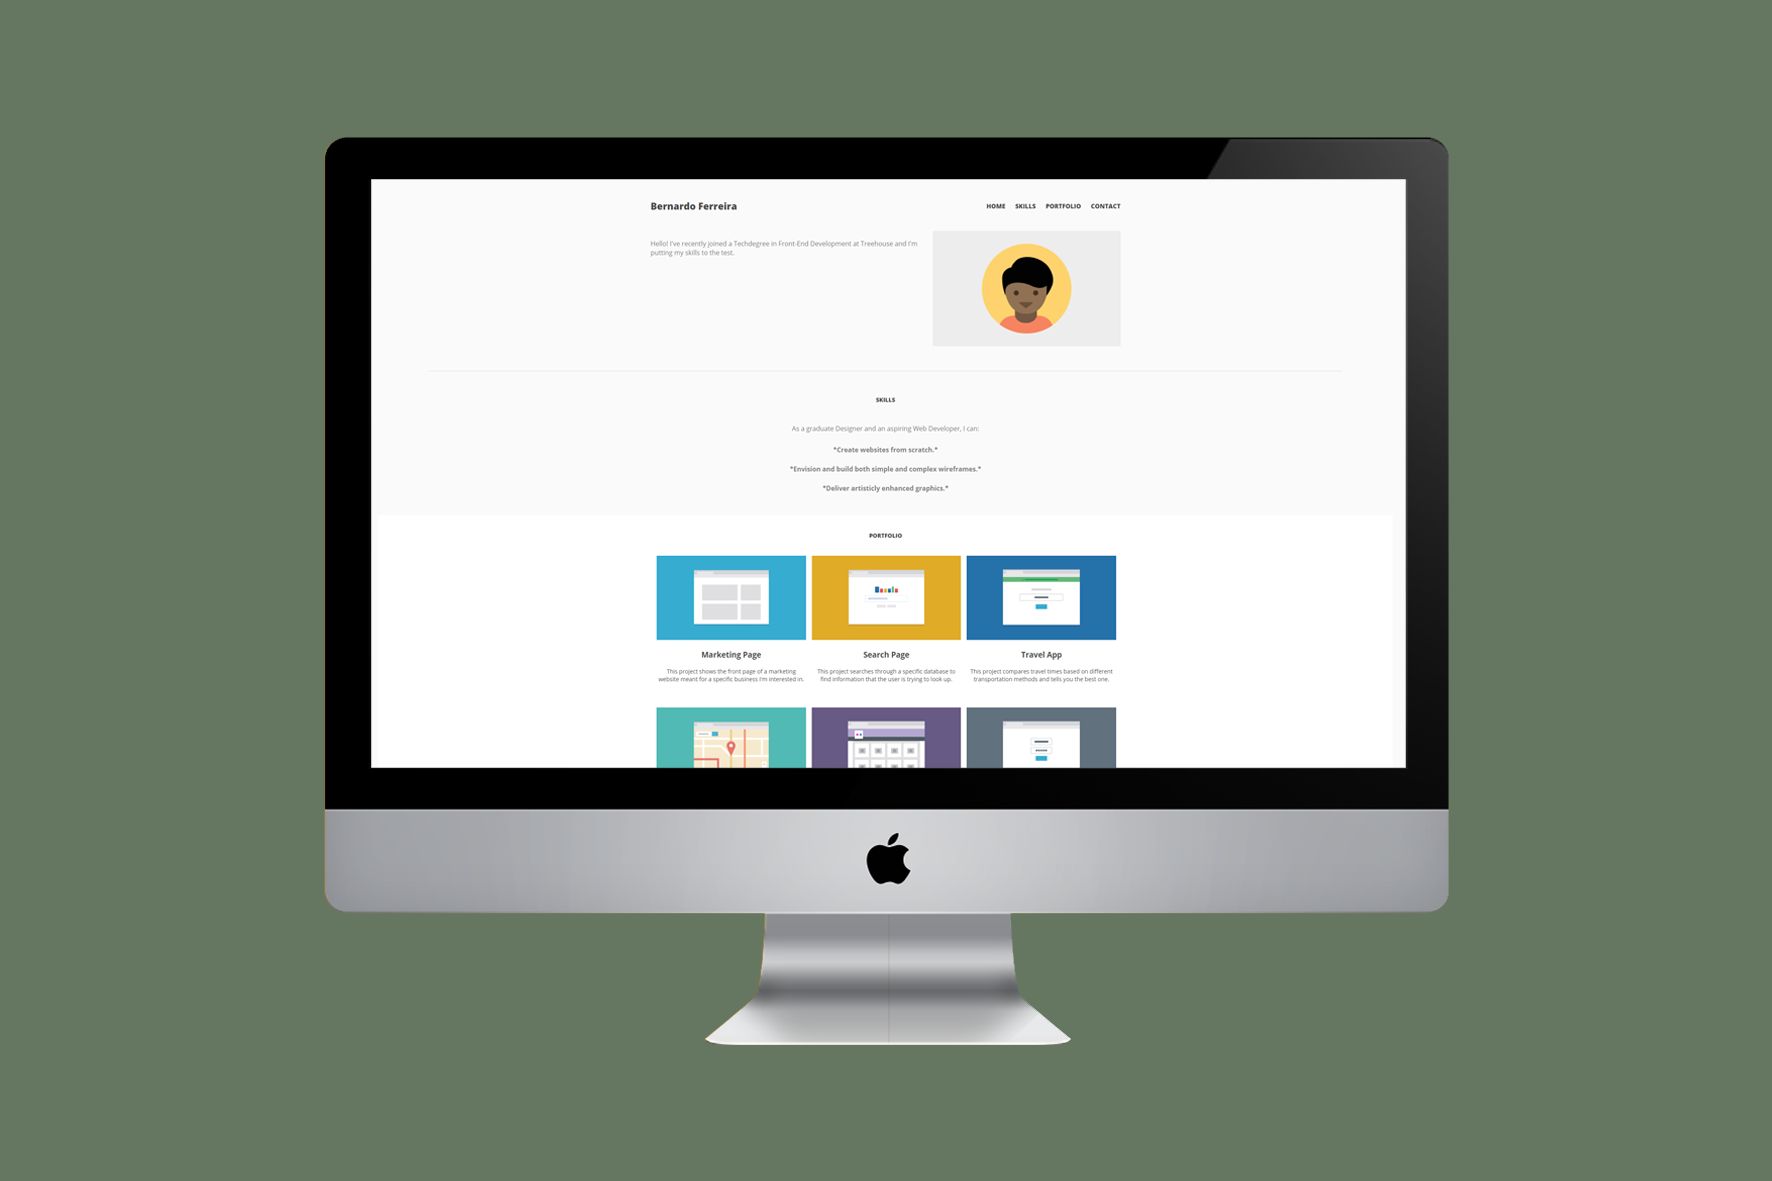 Bernardo Ferreira
HOME SKILLS PORTFOLIO CONTACT
Hello! I've recently joined a Techdegree in Front-End Development at Treehouse and I'm
putting my skills to the test.
SKILLS
As a graduate Designer and an aspiring Web Developer, I can:
*Create websites from scratch.*
*Envision and build both simple and complex wireframes.*
*Deliver artisticly enhanced graphics.*
PORTFOLIO
Marketing Page
This project shows the front page of a marketing
website meant for a specific business I'm interested in.
Search Page
This project searches through a specific database to
find information that the user is trying to look up.
Travel App
This project compares travel times based on different
transportation methods and tells you the best one.